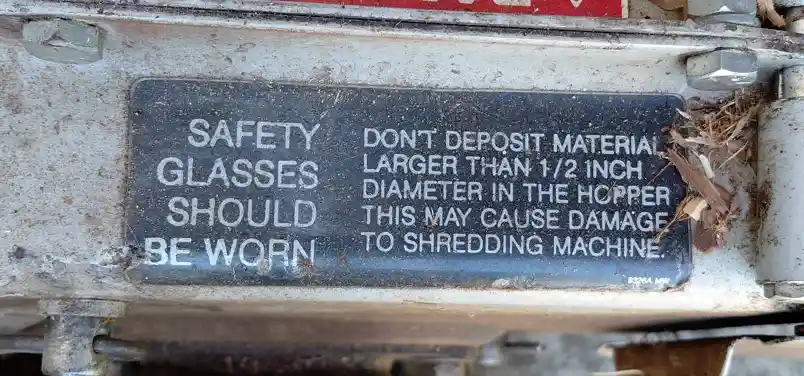 SAFETY
GLASSES
SHOULD
BE WORN
DON'T DEPOSIT MATERIAL
LARGER THAN 1/2 INCH
DIAMETER IN THE HOPPER
THIS MAY CAUSE DAMAGE
TO SHREDDING MACHINE.